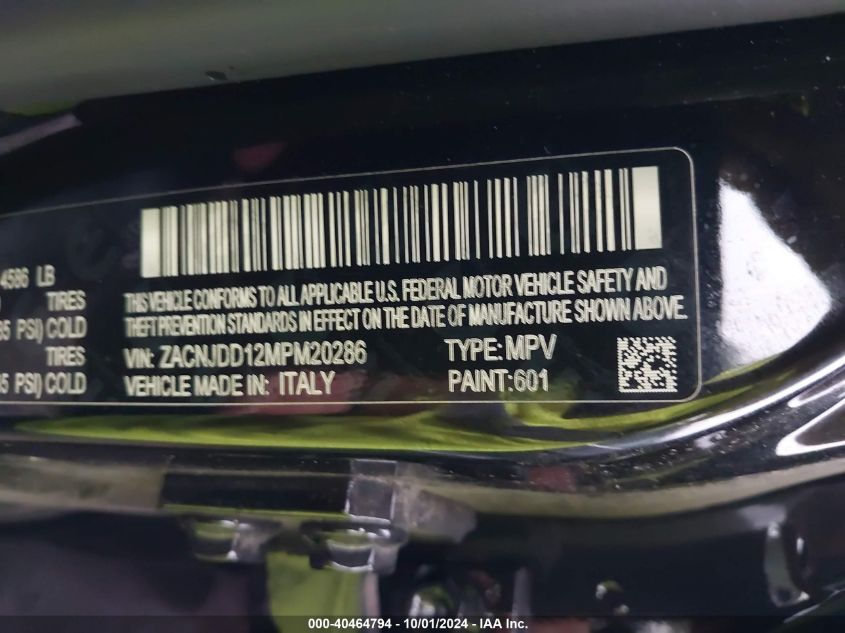 4586 LB
THIS VEHICLE CONFORMS TO ALL APPLICABLE U.S. FEDERAL MOTOR VEHICLE SAFETY AND
TIRES
THEFT PREVENTION STANDARDS IN EFFECT ON THE DATE OF MANUFACTURE SHOWN ABOVE.
PSI) COLD
TIRES
VIN: ZACNJDD12MPM20286 TYPE: MPV
PSI) COLD
VEHICLE MADE IN: ITALY PAINT:601
000-40464794 - 10/01/2024 - IAA Inc.